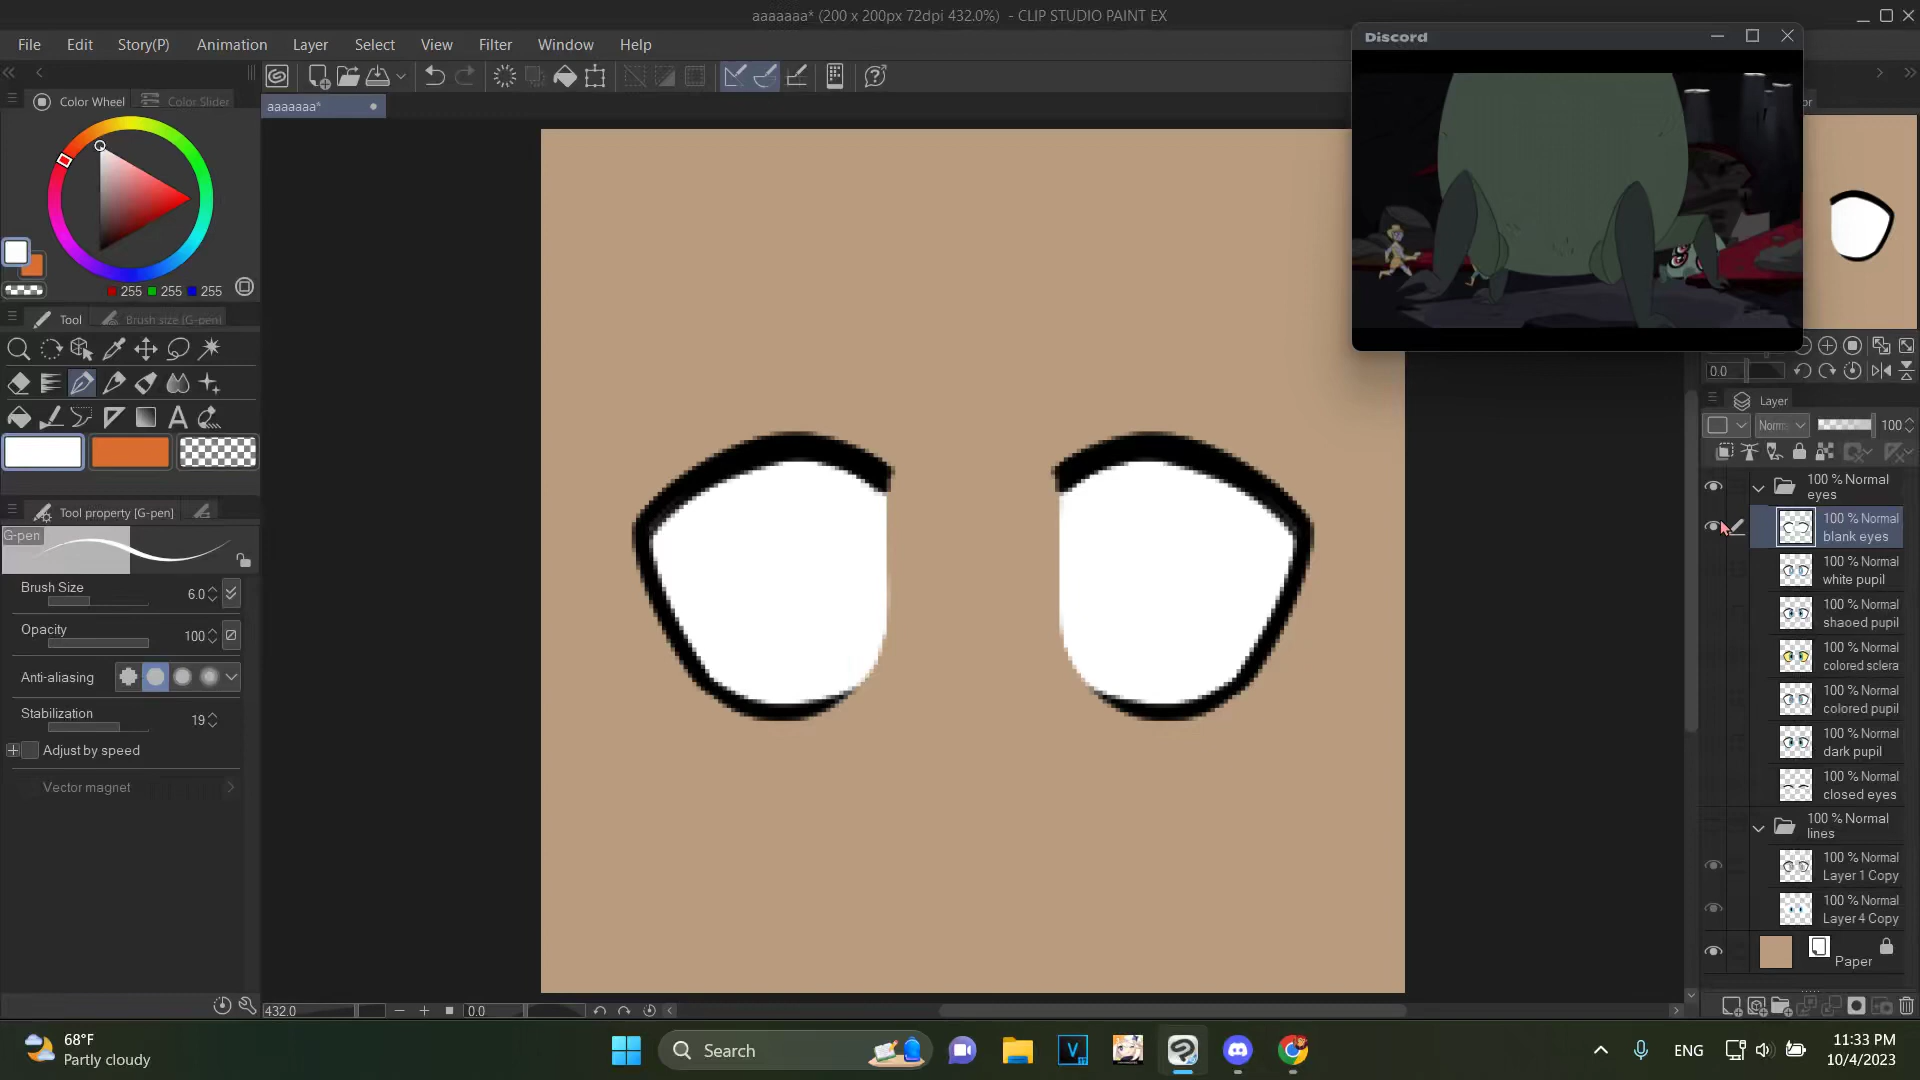 aaaaaaa* (200 x 200px 72dpi 432.0%) - CLIP STUDIO PAINT EX
File Edit Story(P) Animation Layer Select View Filter Window Help
Discord
Color Wheel Color Slider
aaaaaaa*
255 255 255
Tool Brush size [G-pen]
Tool property [G-pen]
G-pen
Brush Size 6.0
Opacity 100
Anti-aliasing
Stabilization 19
Adjust by speed
Vector magnet
0.0
Layer
Norm 100
100 % Normal
eyes
100 % Normal
blank eyes
100 % Normal
white pupil
100 % Normal
shaoed pupil
100 % Normal
colored sclera
100 % Normal
colored pupil
100 % Normal
dark pupil
100 % Normal
closed eyes
100 % Normal
lines
100 % Normal
Layer 1 Copy
100 % Normal
Layer 4 Copy
Paper
432.0 0.0
68°F
Partly cloudy
Search
ENG
11:33 PM
10/4/2023